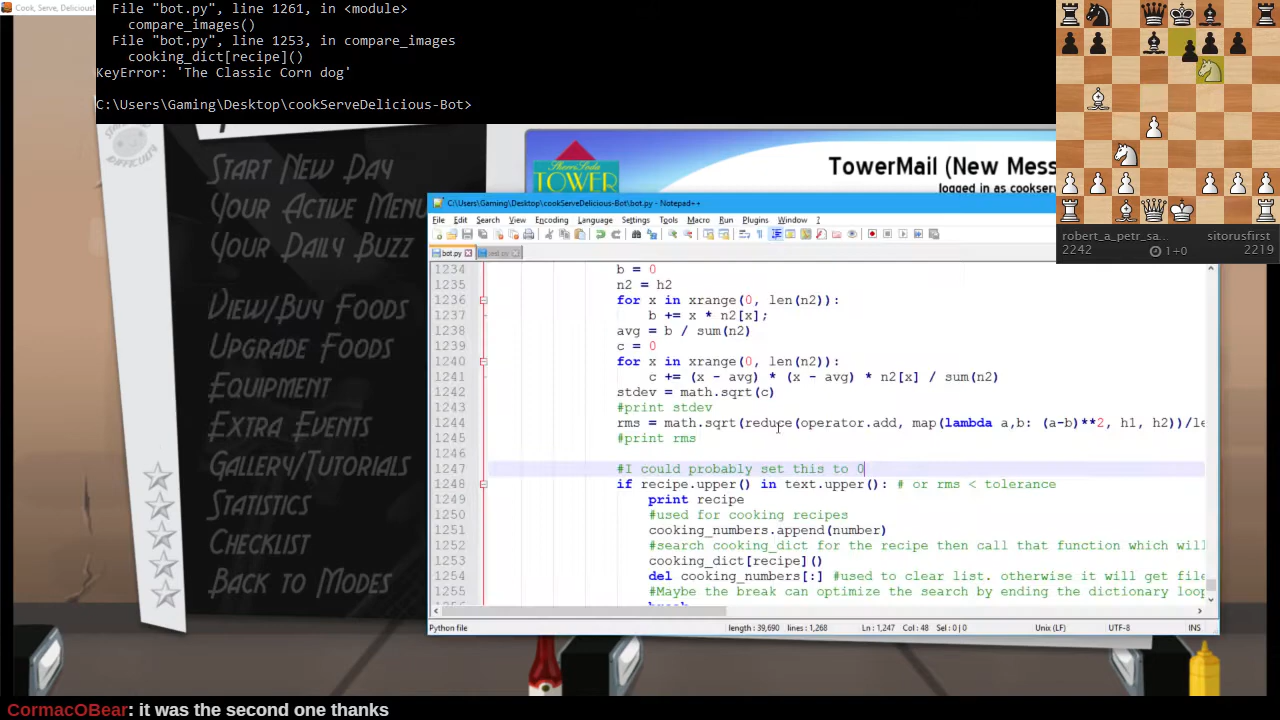 Cook, Serve, Delicious!
File "bot.py", line 1261, in <module>
compare_images()
File "bot.py", line 1253, in compare_images
cooking_dict[recipe]()
KeyError: 'The Classic Corn dog'
C:\Users\Gaming\Desktop\cookServeDelicious-Bot>
robert_a_petr_sa... sitorusfirst
2242 1+0 2219
DIFFICULTY
START NEW DAY
YOUR ACTIVE MENU
YOUR DAILY BUZZ
VIEW/BUY FOODS
UPGRADE FOODS
EQUIPMENT
EXTRA EVENTS
GALLERY/TUTORIALS
STATISTICS
CHECKLIST
BACK TO MODES
SherriSoda
TOWER
TowerMail (New Mess
logged in as cookserv
C:\Users\Gaming\Desktop\cookServeDelicious-Bot\bot.py - Notepad++
File Edit Search View Encoding Language Settings Tools Macro Run Plugins Window ?
bot.py
1234 b = 0
1235 n2 = h2
1236 for x in xrange(0, len(n2)):
1237 b += x * n2[x];
1238 avg = b / sum(n2)
1239 c = 0
1240 for x in xrange(0, len(n2)):
1241 c += (x - avg) * (x - avg) * n2[x] / sum(n2)
1242 stdev = math.sqrt(c)
1243 #print stdev
1244 rms = math.sqrt(reduce(operator.add, map(lambda a,b: (a-b)**2, h1, h2))/le
1245 #print rms
1246
1247 #I could probably set this to 0
1248 if recipe.upper() in text.upper(): # or rms < tolerance
1249 print recipe
1250 #used for cooking recipes
1251 cooking_numbers.append(number)
1252 #search cooking_dict for the recipe then call that function which will
1253 cooking_dict[recipe]()
1254 del cooking_numbers[:] #used to clear list. otherwise it will get file
1255 #Maybe the break can optimize the search by ending the dictionary loop
Python file length : 39,690 lines : 1,268 Ln : 1,247 Col : 48 Sel : 0 | 0 Unix (LF) UTF-8 INS
CormacOBear: it was the second one thanks